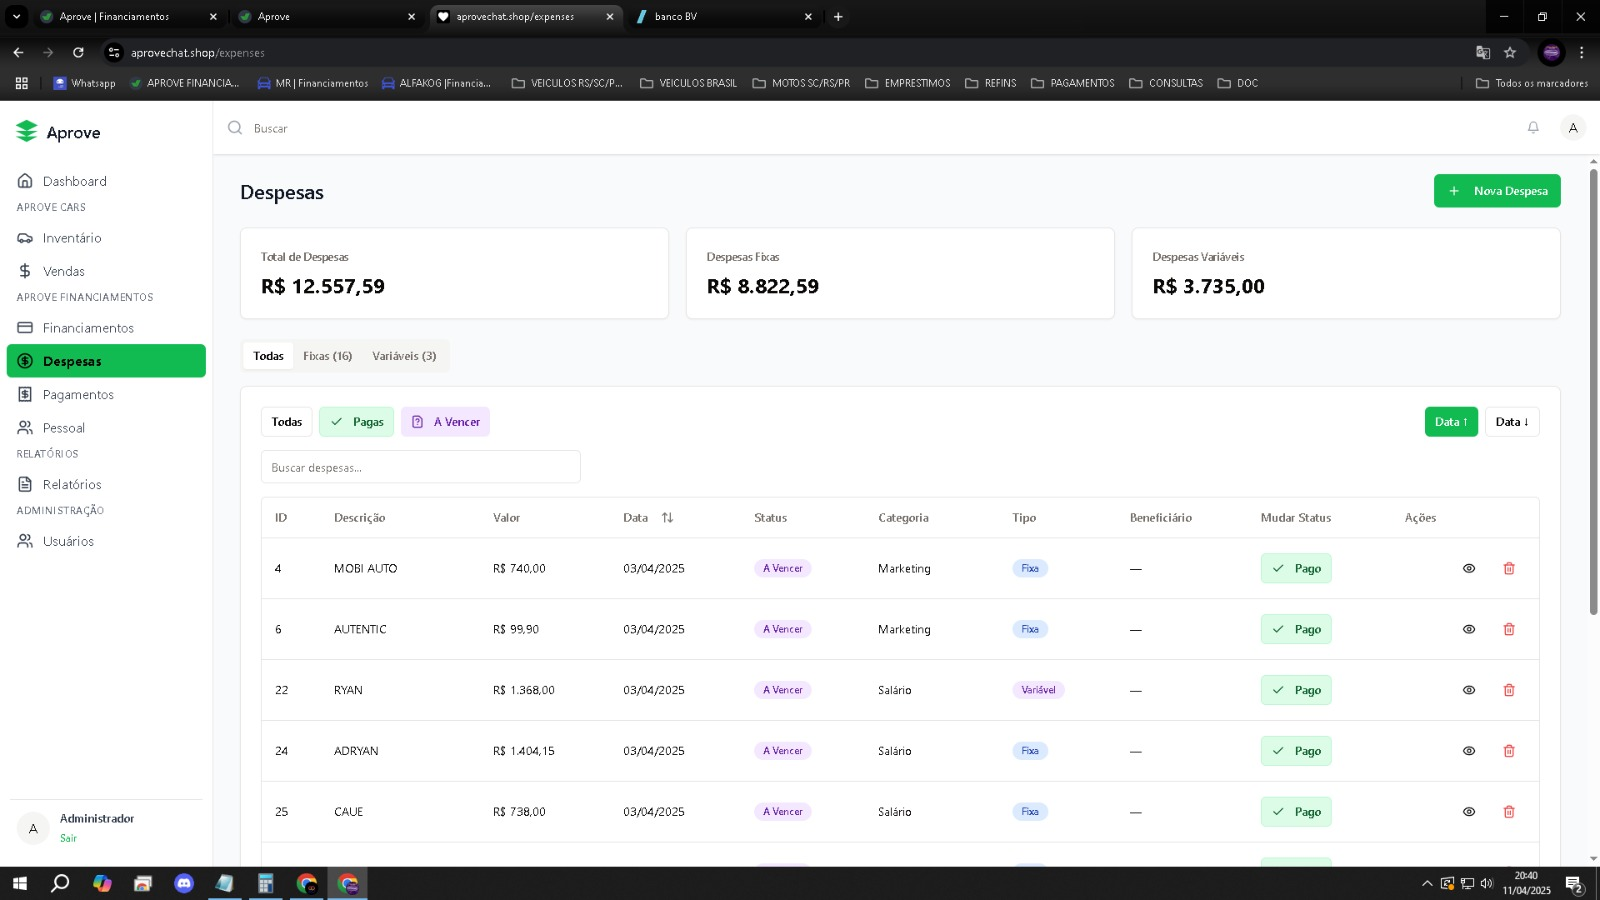 Aprove | Financiamentos
Aprove
aprovechat.shop/expenses
banco BV
aprovechat.shop/expenses
Whatsapp
APROVE FINANCIA...
MR | Financiamentos
ALFAKOG |Financia...
VEICULOS RS/SC/P...
VEICULOS BRASIL
MOTOS SC/RS/PR
EMPRESTIMOS
REFINS
PAGAMENTOS
CONSULTAS
DOC
Todos os marcadores
Aprove
Dashboard
APROVE CARS
Inventário
Vendas
APROVE FINANCIAMENTOS
Financiamentos
Despesas
Pagamentos
Pessoal
RELATÓRIOS
Relatórios
ADMINISTRAÇÃO
Usuários
A
Administrador
Sair
Buscar
A
Despesas
+ Nova Despesa
Total de Despesas
R$ 12.557,59
Despesas Fixas
R$ 8.822,59
Despesas Variáveis
R$ 3.735,00
Todas Fixas (16) Variáveis (3)
Todas Pagas A Vencer
Data ↑ Data ↓
Buscar despesas...
ID Descrição Valor Data Status Categoria Tipo Beneficiário Mudar Status Ações
4 MOBI AUTO R$ 740,00 03/04/2025 A Vencer Marketing Fixa — Pago
6 AUTENTIC R$ 99,90 03/04/2025 A Vencer Marketing Fixa — Pago
22 RYAN R$ 1.368,00 03/04/2025 A Vencer Salário Variável — Pago
24 ADRYAN R$ 1.404,15 03/04/2025 A Vencer Salário Fixa — Pago
25 CAUE R$ 738,00 03/04/2025 A Vencer Salário Fixa — Pago
20:40
11/04/2025
2